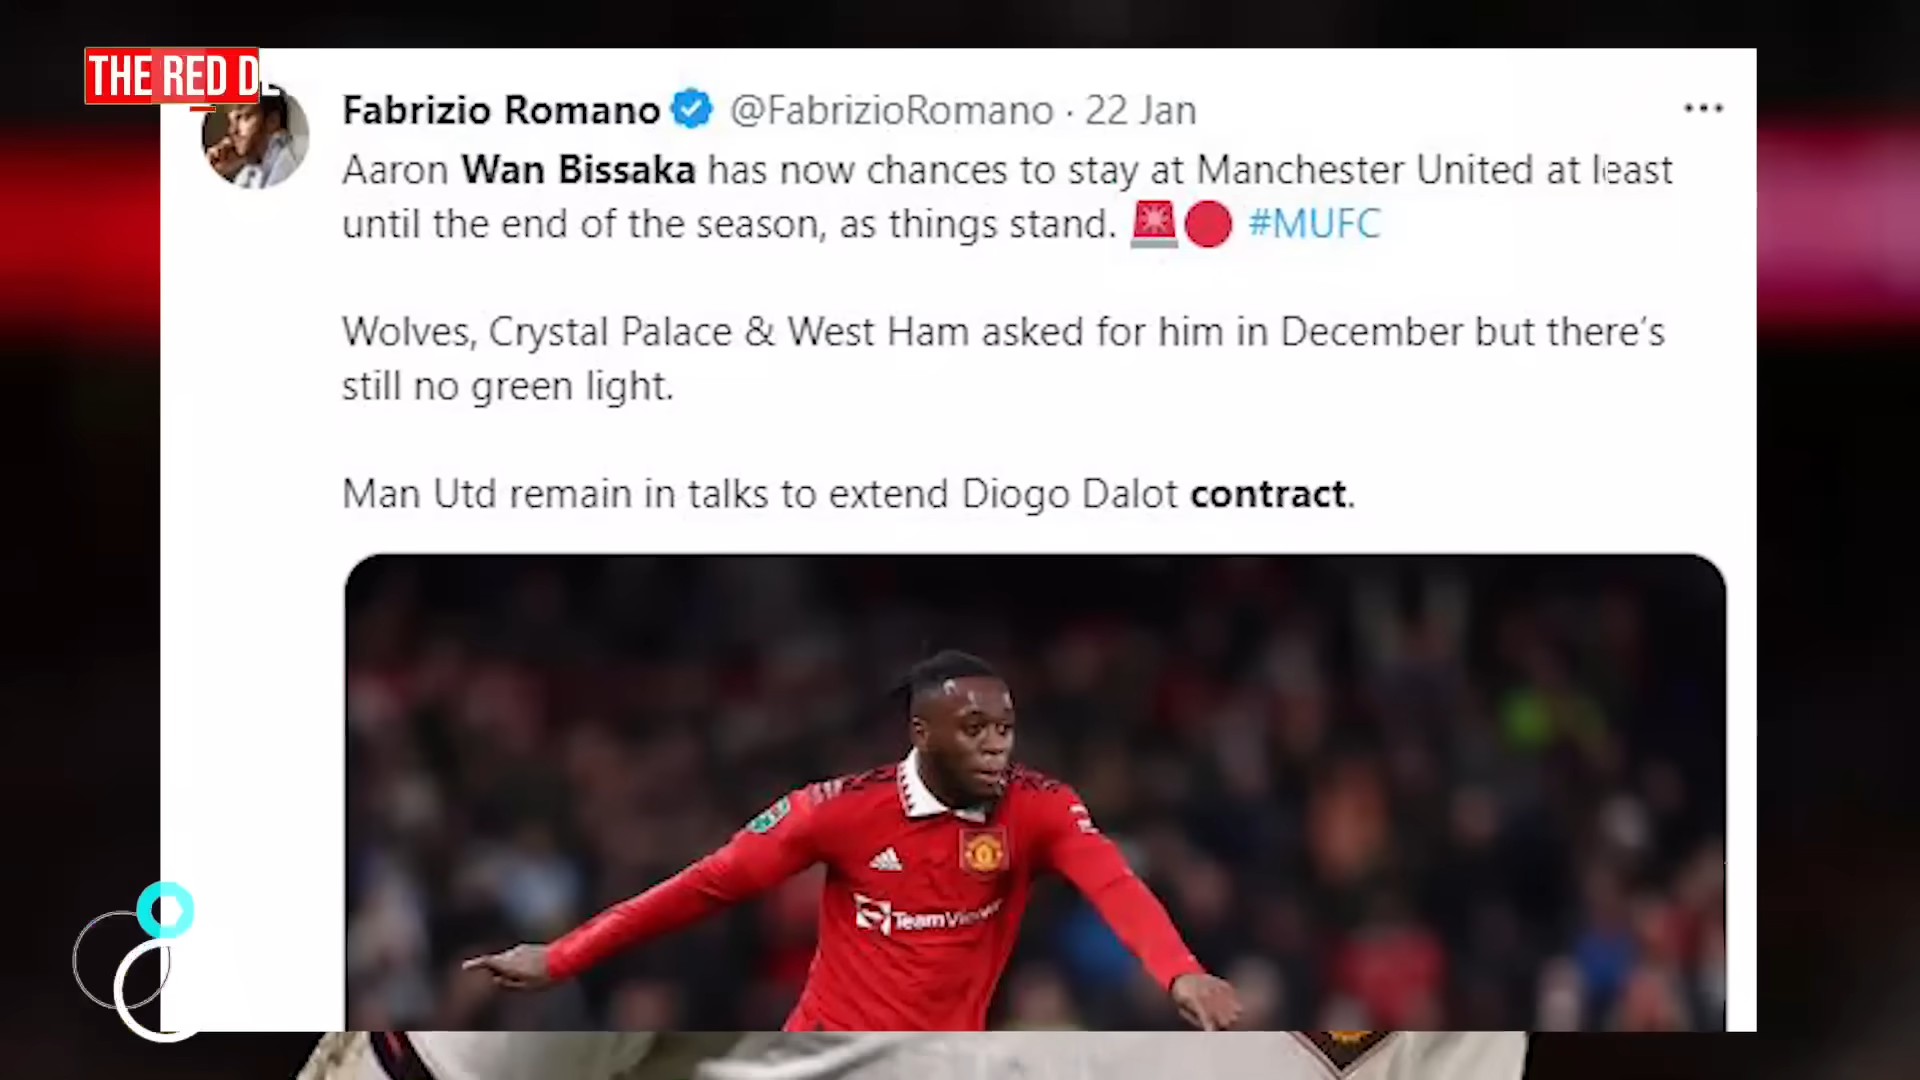 THE RED DE
Fabrizio Romano @FabrizioRomano · 22 Jan
Aaron Wan Bissaka has now chances to stay at Manchester United at least
until the end of the season, as things stand. 🚨🔴 #MUFC
Wolves, Crystal Palace & West Ham asked for him in December but there's
still no green light.
Man Utd remain in talks to extend Diogo Dalot contract.
TeamViewer